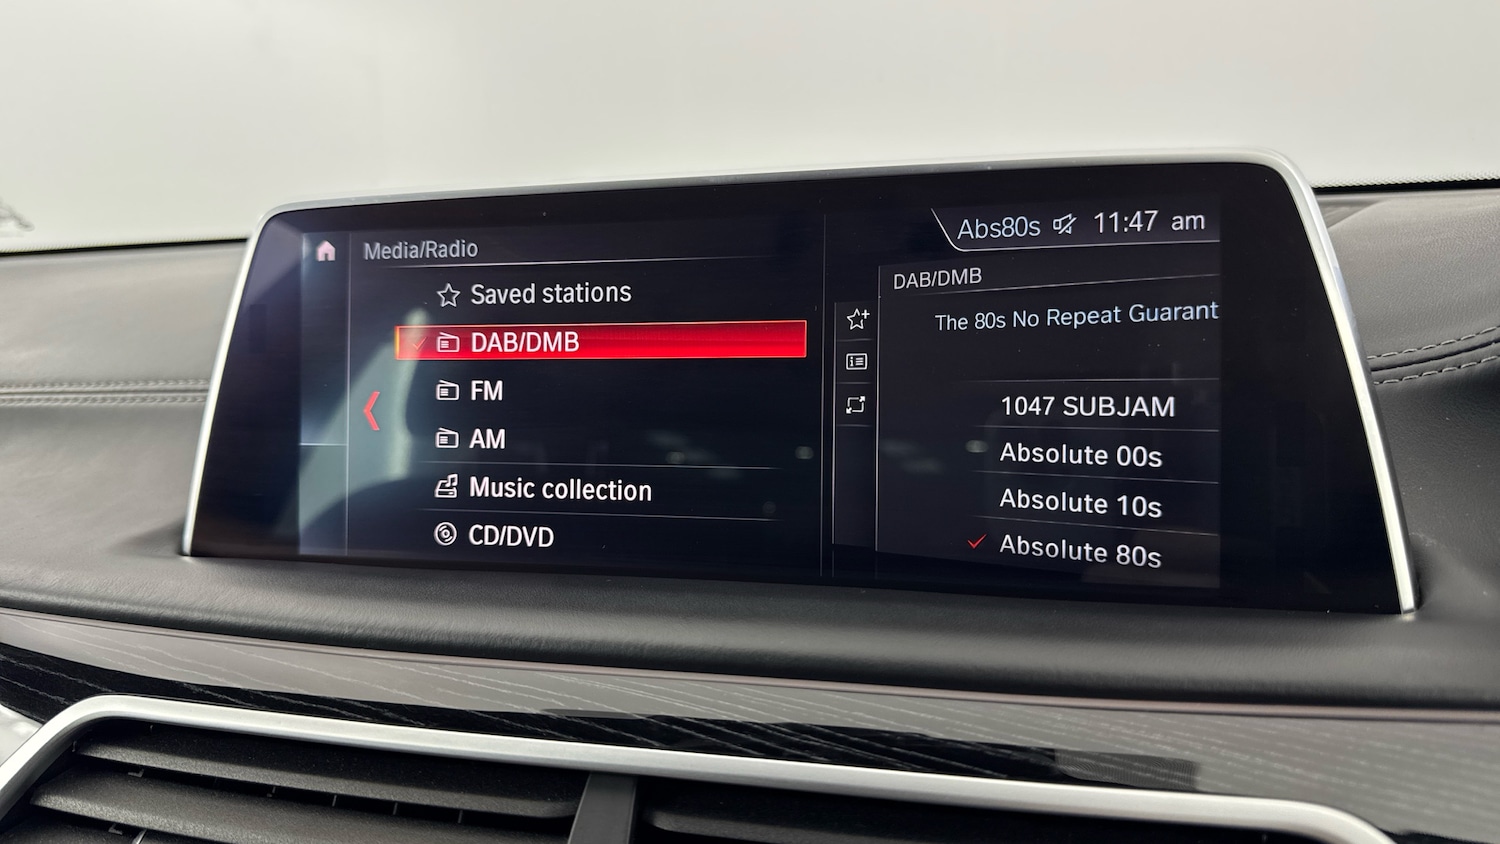 Media/Radio
Saved stations
DAB/DMB
FM
AM
Music collection
CD/DVD
Abs80s 11:47 am
DAB/DMB
The 80s No Repeat Guarant
1047 SUBJAM
Absolute 00s
Absolute 10s
Absolute 80s